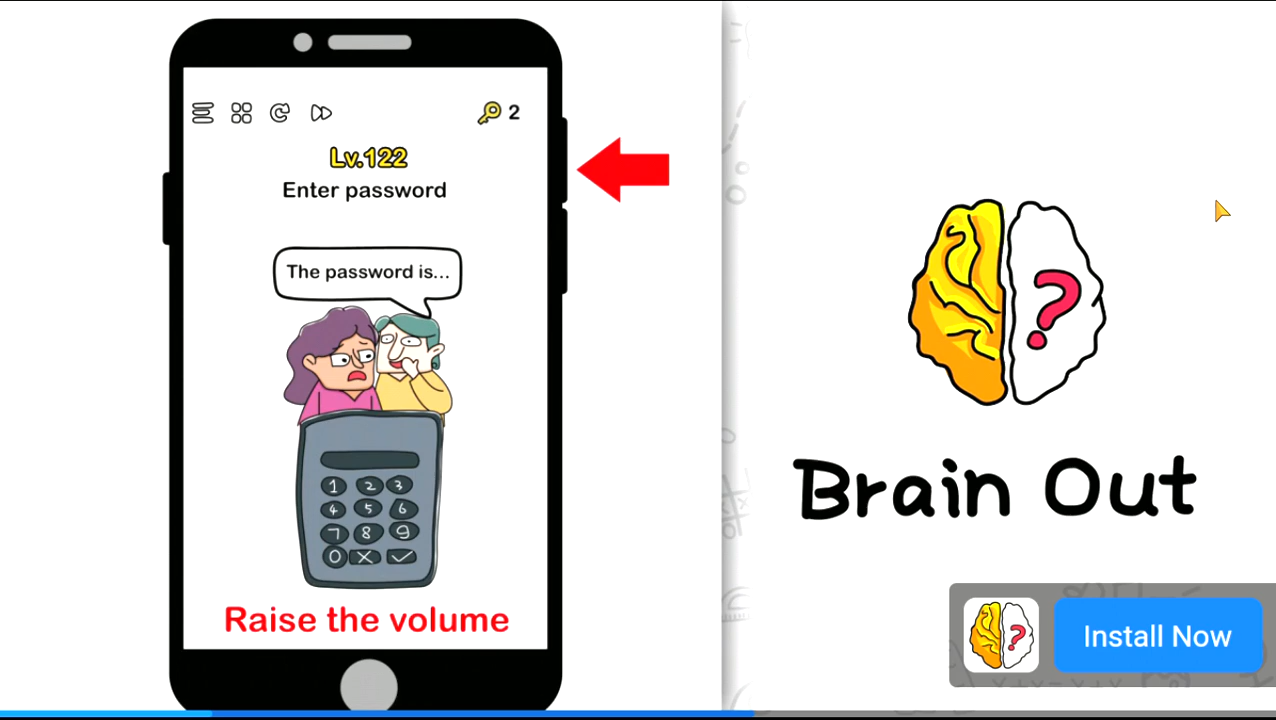 2
Lv.122
Enter password
The password is...
1 2 3
4 5 6
7 8 9
0 X
Raise the volume
?
Brain Out
?
Install Now